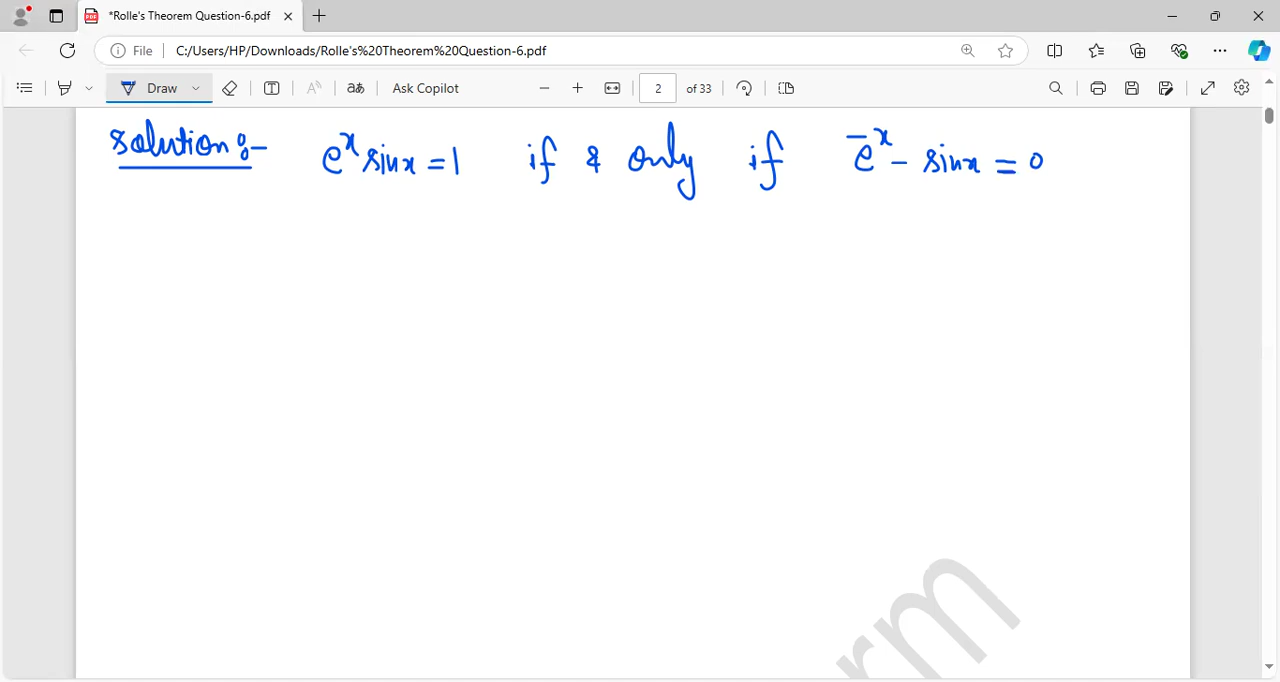 *Rolle's Theorem Question-6.pdf
File C:/Users/HP/Downloads/Rolle's%20Theorem%20Question-6.pdf
Draw Ask Copilot 2 of 33
Solution:- e^x sinx = 1 if & only if e^-x - sinx = 0